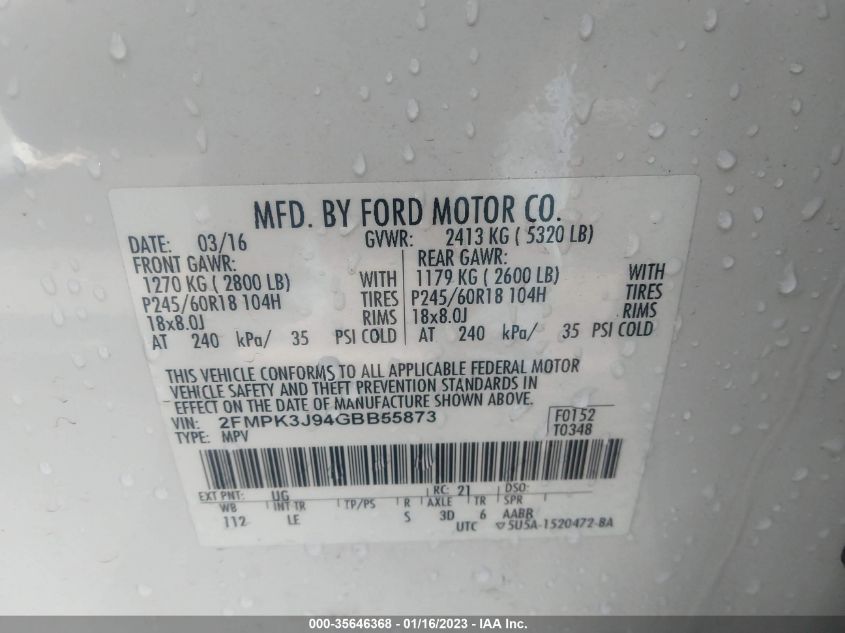 MFD. BY FORD MOTOR CO.
DATE: 03/16 GVWR: 2413 KG ( 5320 LB)
FRONT GAWR: REAR GAWR:
1270 KG ( 2800 LB) WITH 1179 KG ( 2600 LB) WITH
P245/60R18 104H TIRES P245/60R18 104H TIRES
18x8.0J RIMS 18x8.0J RIMS
AT 240 kPa/ 35 PSI COLD AT 240 kPa/ 35 PSI COLD
THIS VEHICLE CONFORMS TO ALL APPLICABLE FEDERAL MOTOR
VEHICLE SAFETY AND THEFT PREVENTION STANDARDS IN
EFFECT ON THE DATE OF MANUFACTURE SHOWN ABOVE.
VIN: 2FMPK3J94GBB55873 F0152
TYPE: MPV T0348
EXT PNT: UG RC: 21 DSO:
WB INT TR TP/PS R AXLE TR SPR
112 LE S 3D 6 AABR
UTC 5U5A-1520472-BA
000-35646368 - 01/16/2023 - IAA Inc.